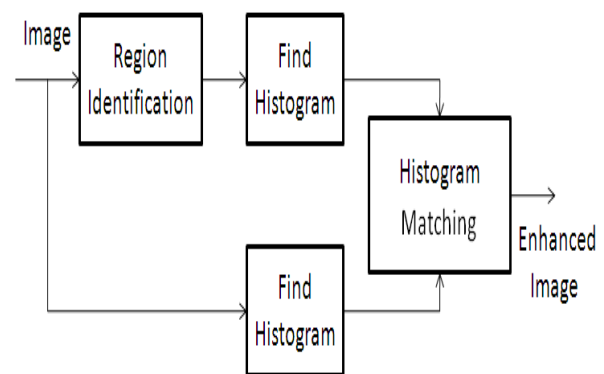 Image
Region
Identification
Find
Histogram
Histogram
Matching
Enhanced
Image
Find
Histogram